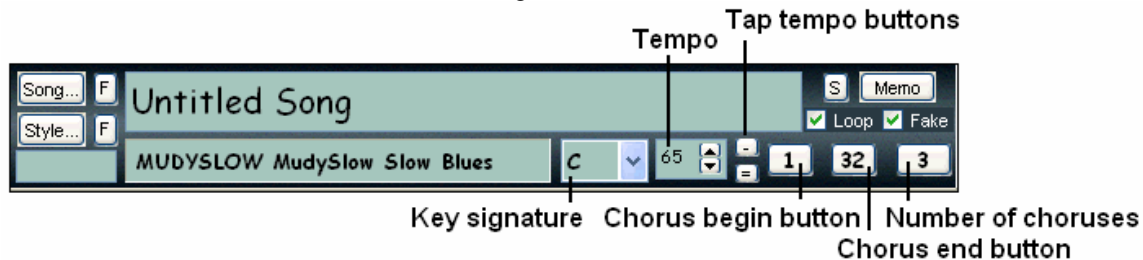 Tap tempo buttons
Tempo
Song... F Untitled Song S Memo
Style... F Loop Fake
MUDYSLOW MudySlow Slow Blues C 65 - = 1 32 3
Key signature Chorus begin button Number of choruses
Chorus end button